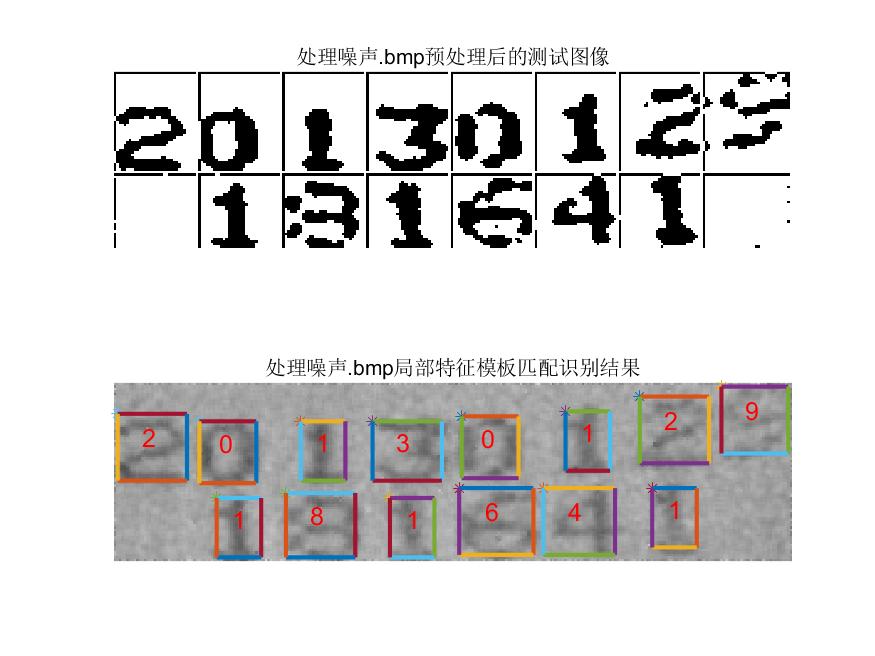 处理噪声.bmp预处理后的测试图像
2 0 1 3 0 1 2
1 3 1 6 4 1
处理噪声.bmp局部特征模板匹配识别结果
2 0 1 3 0 1 2 9
1 8 1 6 4 1